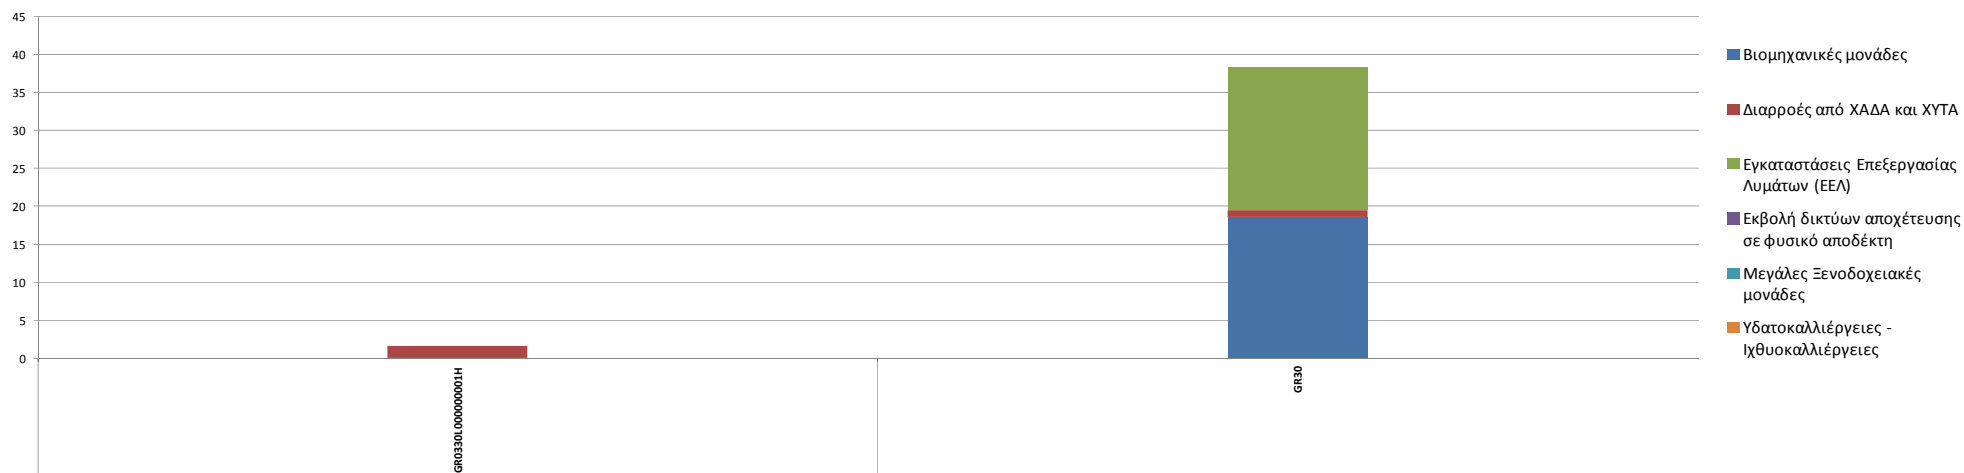 45
40
35
30
25
20
15
10
5
0
GR0330L000000001H
GR30
Βιομηχανικές μονάδες
Διαρροές από ΧΑΔΑ και ΧΥΤΑ
Εγκαταστάσεις Επεξεργασίας
Λυμάτων (ΕΕΛ)
Εκβολή δικτύων αποχέτευσης
σε φυσικό αποδέκτη
Μεγάλες Ξενοδοχειακές
μονάδες
Υδατοκαλλιέργειες -
Ιχθυοκαλλιέργειες